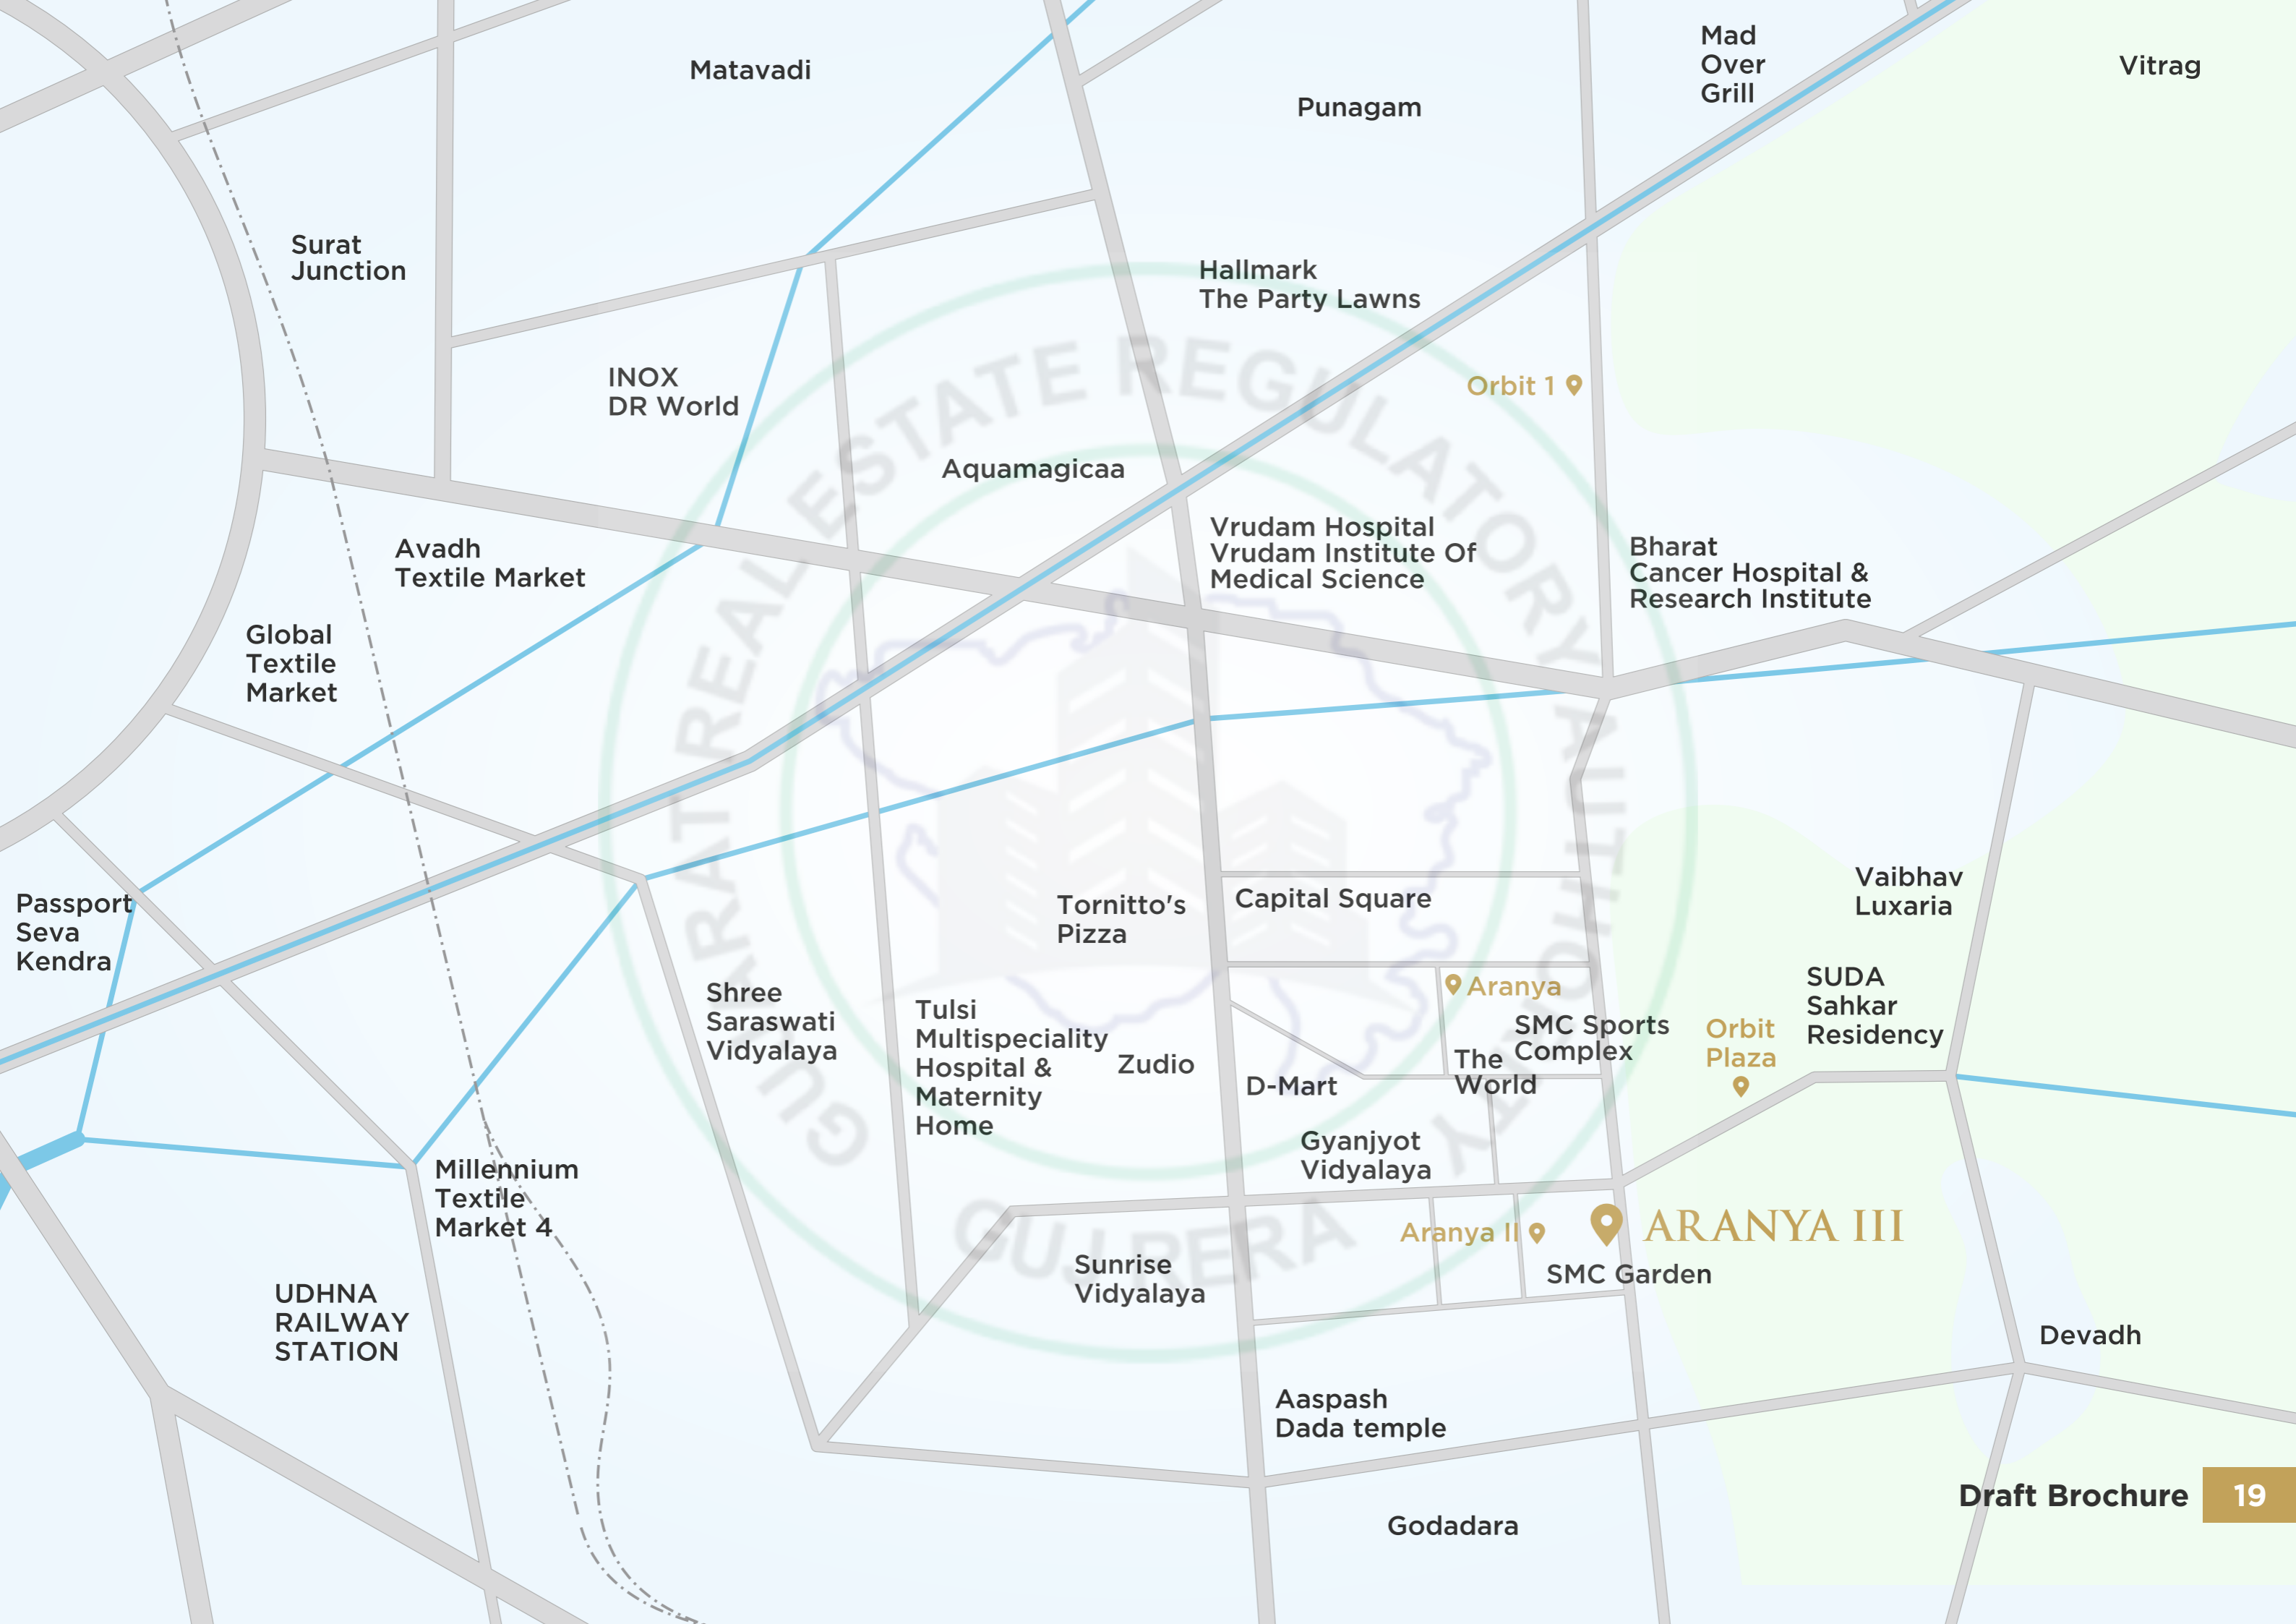 Matavadi
Mad
Over
Grill
Vitrag
Punagam
Surat
Junction
Hallmark
The Party Lawns
INOX
DR World
Orbit 1
Aquamagicaa
Avadh
Textile Market
Vrudam Hospital
Vrudam Institute Of
Medical Science
Bharat
Cancer Hospital &
Research Institute
Global
Textile
Market
Passport
Seva
Kendra
Tornitto's
Pizza
Capital Square
Vaibhav
Luxaria
Shree
Saraswati
Vidyalaya
Tulsi
Multispeciality
Hospital &
Maternity
Home
Zudio
Aranya
SMC Sports
Complex
The
World
D-Mart
Orbit
Plaza
SUDA
Sahkar
Residency
Gyanjyot
Vidyalaya
Millennium
Textile
Market 4
Aranya II
ARANYA III
SMC Garden
Sunrise
Vidyalaya
UDHNA
RAILWAY
STATION
Devadh
Aaspash
Dada temple
Godadara
Draft Brochure 19
GUJARAT REAL ESTATE REGULATORY AUTHORITY
GUJ RERA